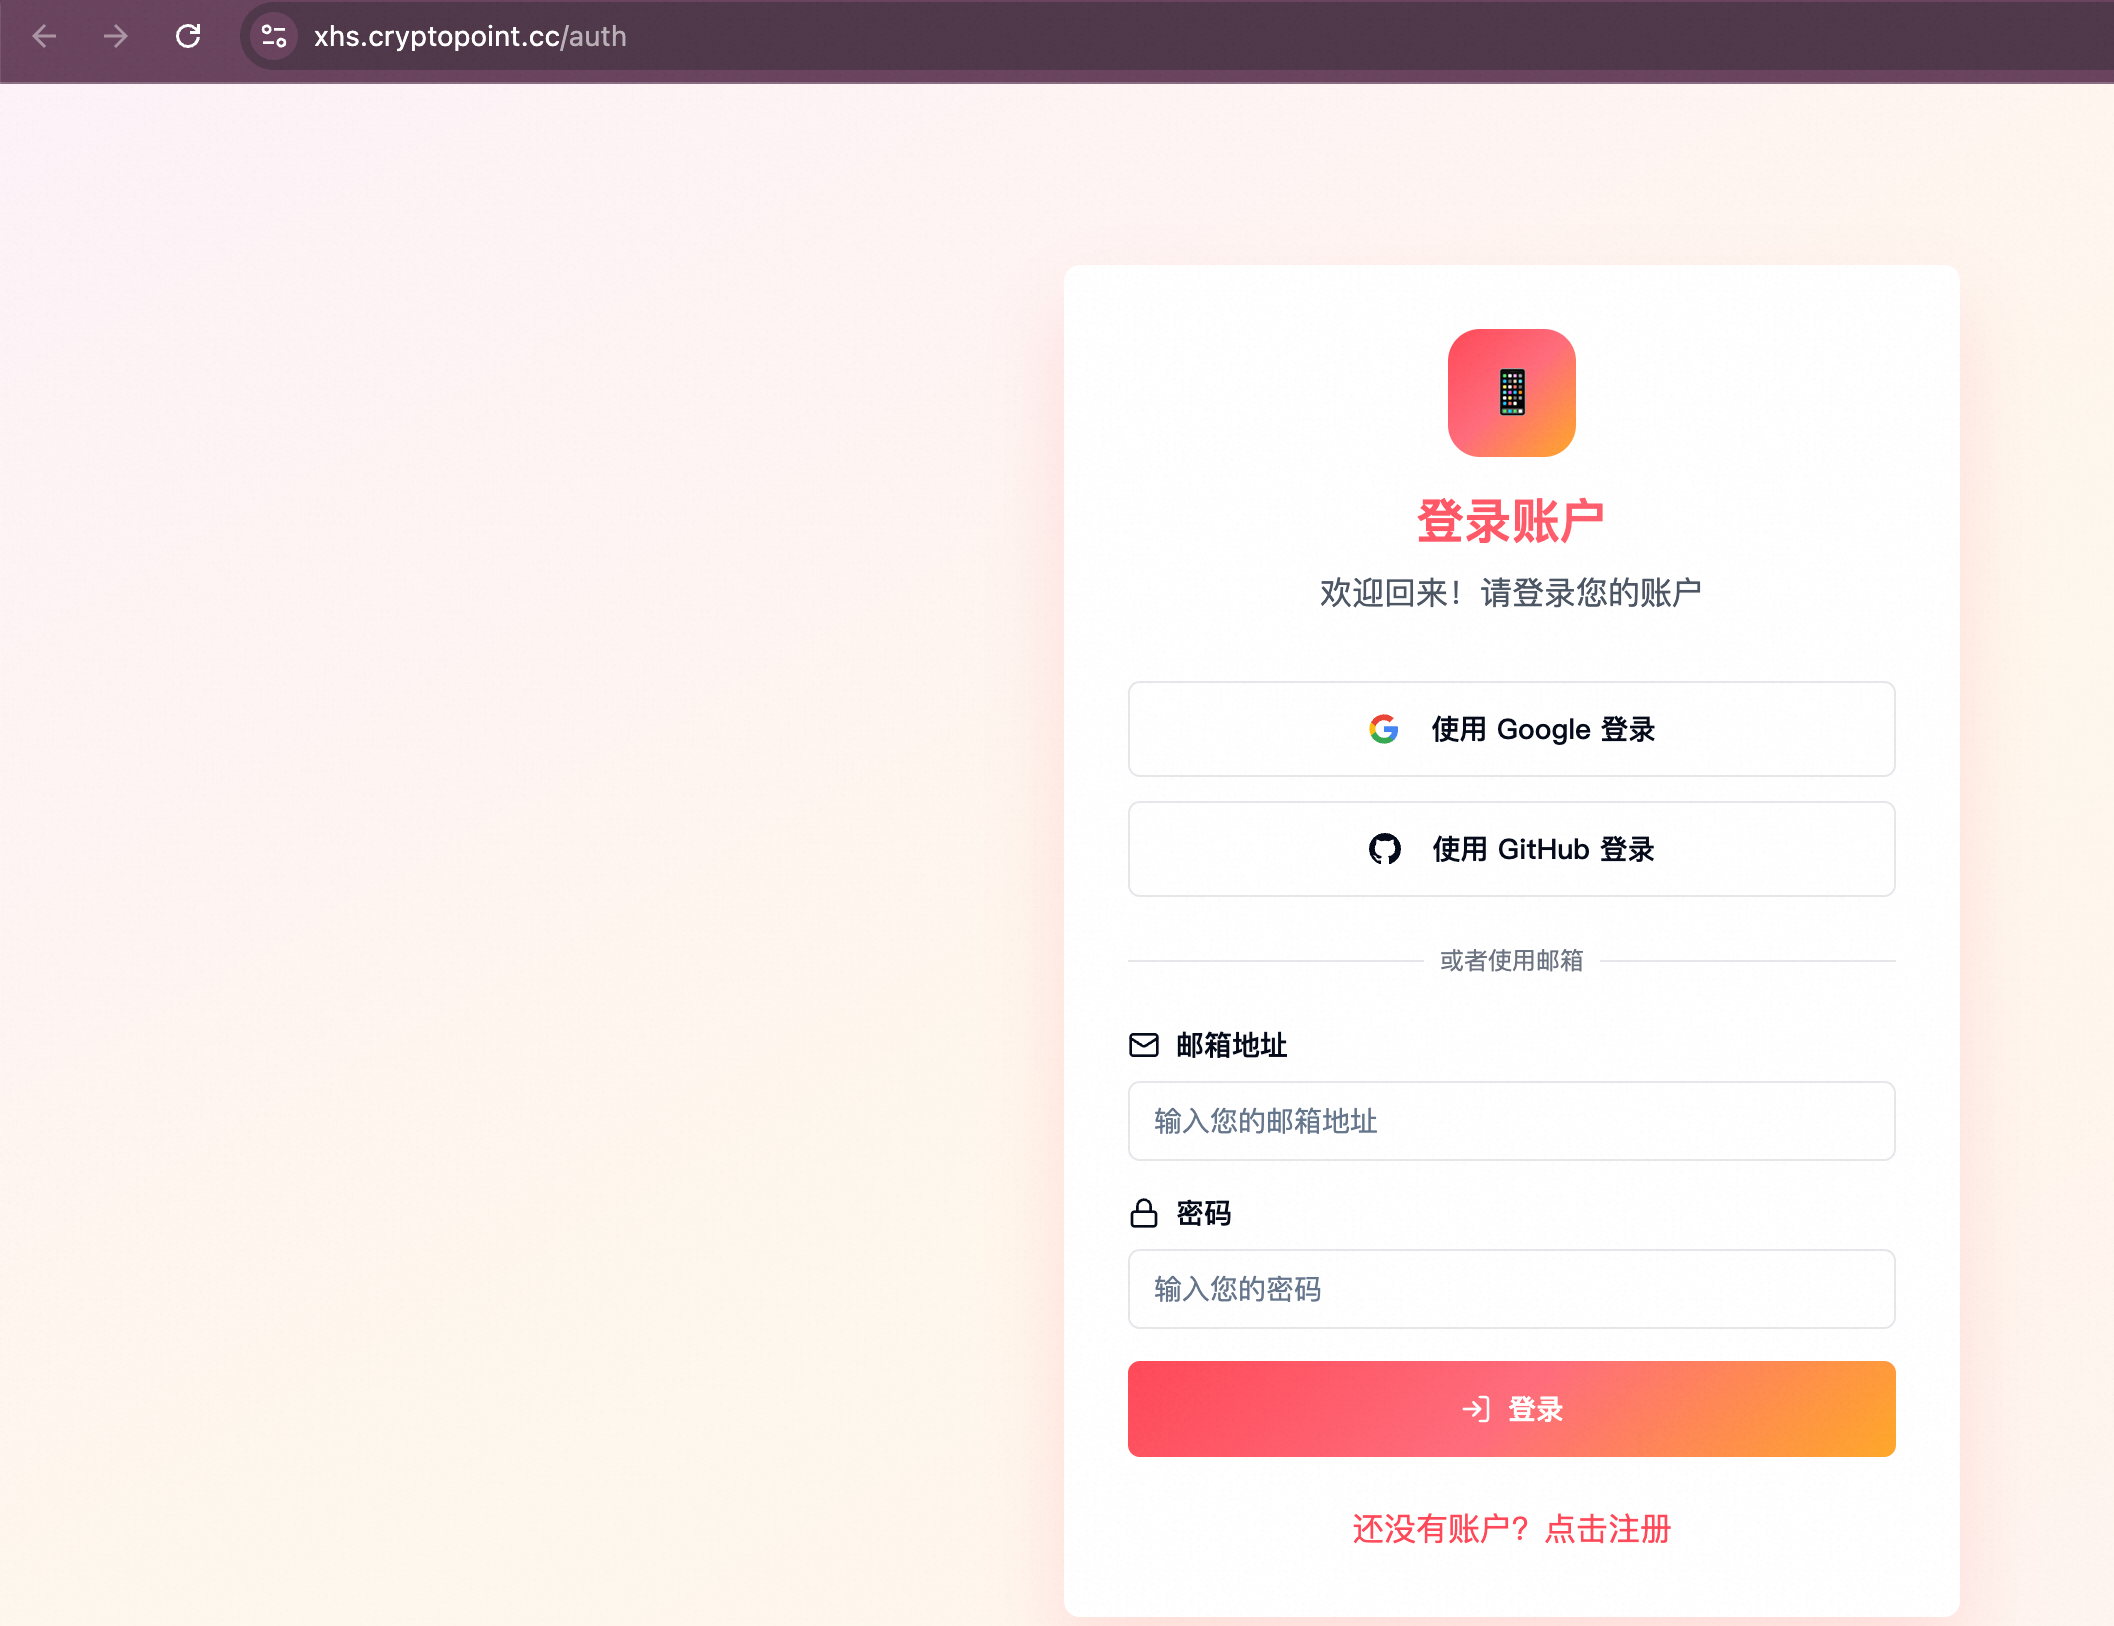 xhs.cryptopoint.cc/auth
登录账户
欢迎回来！请登录您的账户
使用 Google 登录
使用 GitHub 登录
或者使用邮箱
邮箱地址
输入您的邮箱地址
密码
输入您的密码
登录
还没有账户？点击注册